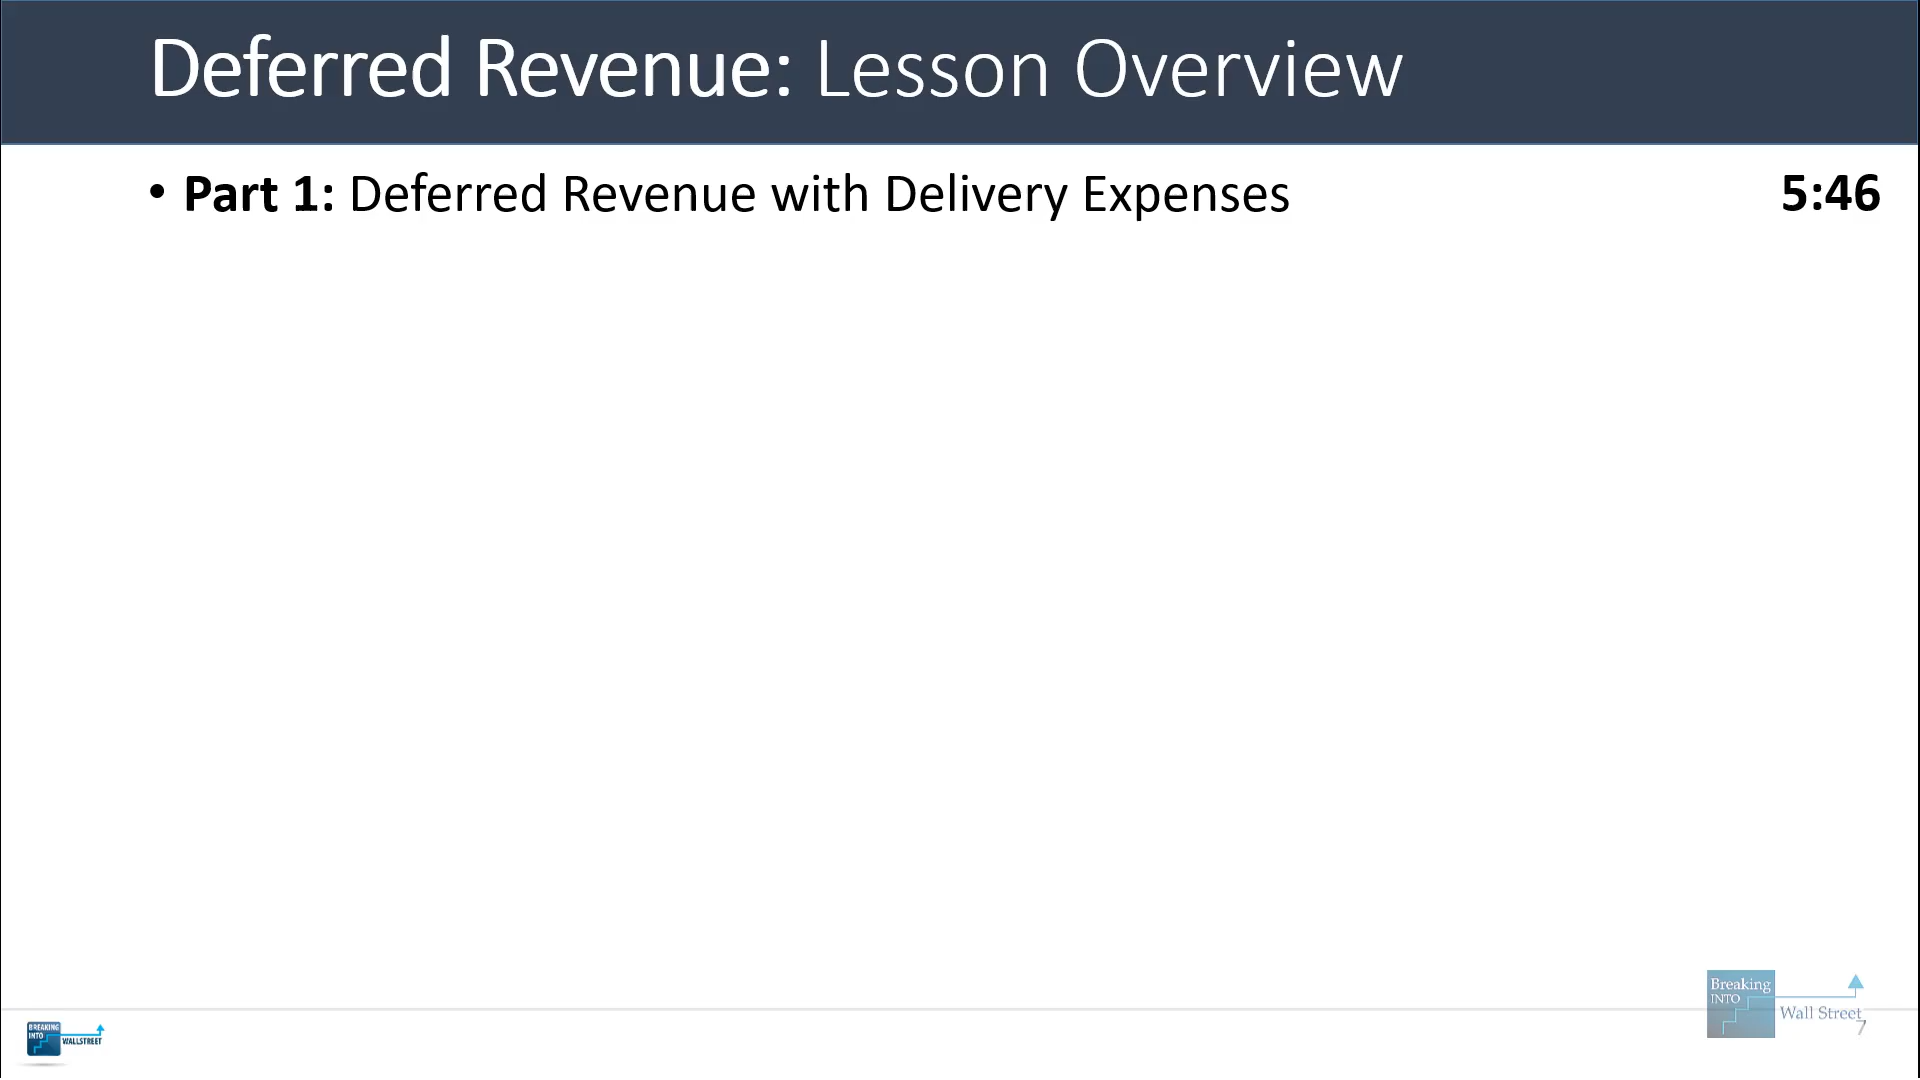 Deferred Revenue: Lesson Overview
• Part 1: Deferred Revenue with Delivery Expenses 5:46
Breaking
INTO
Wall Street
7
BREAKING
INTO
WALLSTREET